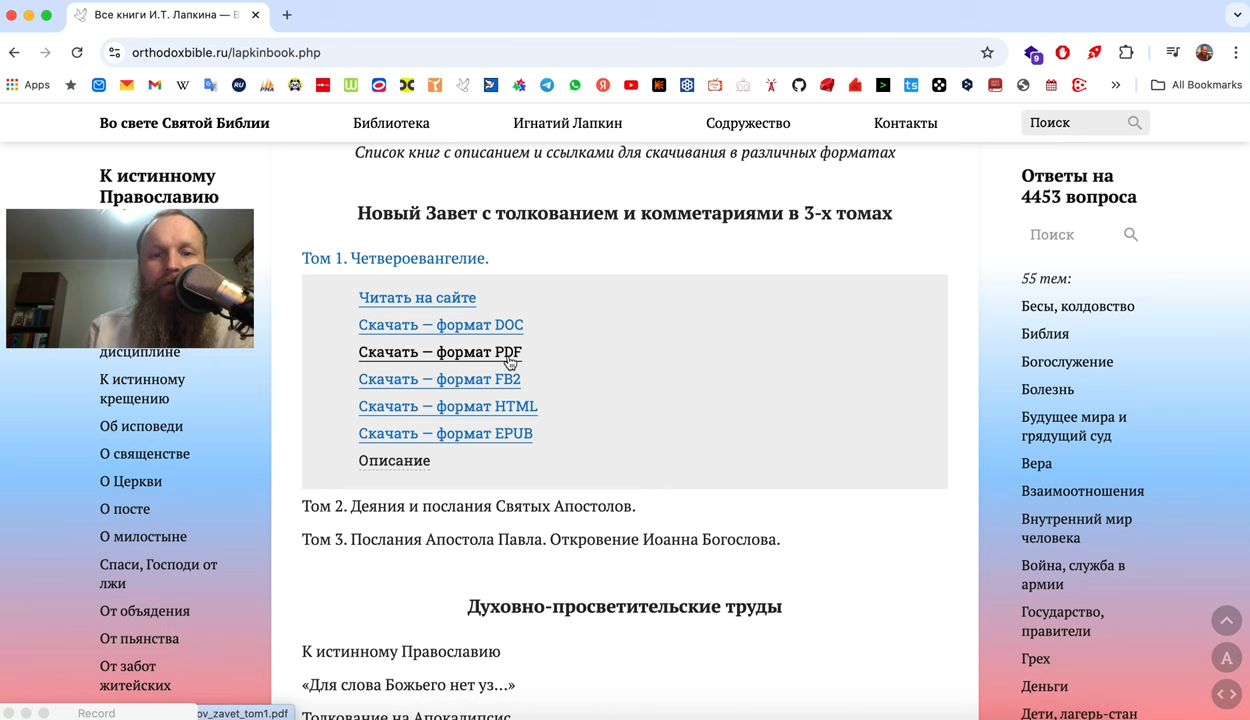 Все книги И.Т. Лапкина — В
orthodoxbible.ru/lapkinbook.php
9
Apps
W
RU
U
ts
All Bookmarks
Во свете Святой Библии
Библиотека
Игнатий Лапкин
Содружество
Контакты
Поиск
Список книг с описанием и ссылками для скачивания в различных форматах
К истинному
Православию
дисциплине
К истинному
крещению
Об исповеди
О священстве
О Церкви
О посте
О милостыне
Спаси, Господи от
лжи
От объядения
От пьянства
От забот
житейских
Новый Завет с толкованием и комметариями в 3-х томах
Том 1. Четвероевангелие.
Читать на сайте
Скачать — формат DOC
Скачать — формат PDF
Скачать — формат FB2
Скачать — формат HTML
Скачать — формат EPUB
Описание
Том 2. Деяния и послания Святых Апостолов.
Том 3. Послания Апостола Павла. Откровение Иоанна Богослова.
Духовно-просветительские труды
К истинному Православию
«Для слова Божьего нет уз...»
Толкование на Апокалипсис
Ответы на
4453 вопроса
Поиск
55 тем:
Бесы, колдовство
Библия
Богослужение
Болезнь
Будущее мира и
грядущий суд
Вера
Взаимоотношения
Внутренний мир
человека
Война, служба в
армии
Государство,
правители
Грех
Деньги
Дети, лагерь-стан
A
Record
ov_zavet_tom1.pdf